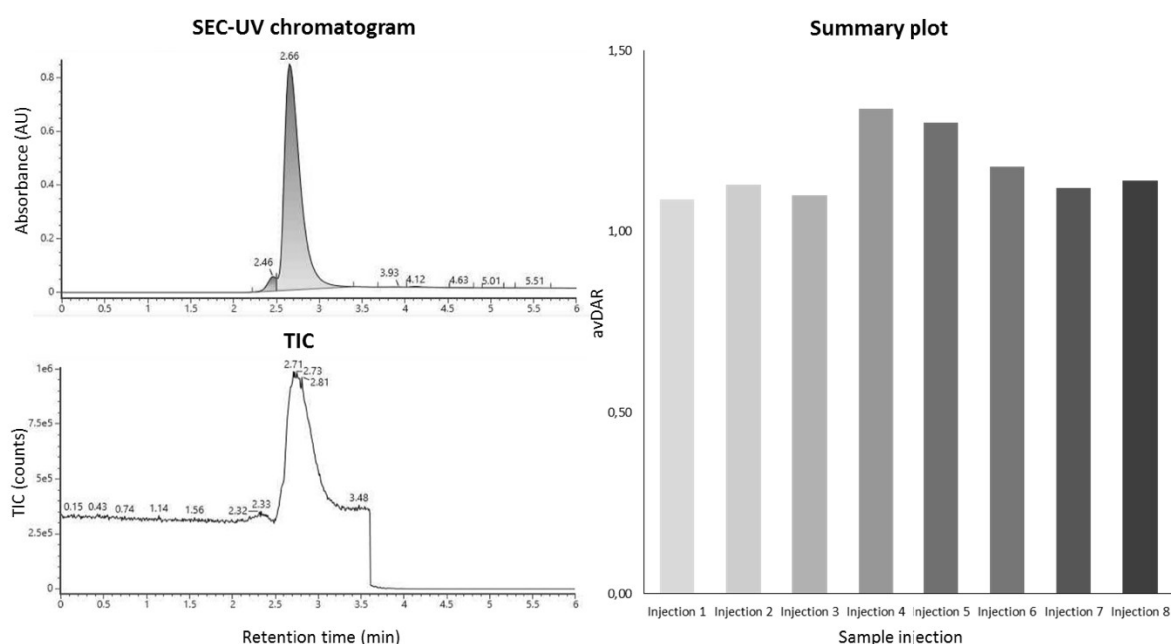 SEC-UV chromatogram
2.66
0.8
0.6
0.4
0.2
0
2.46
3.93
4.12
4.63
5.01
5.51
0 0.5 1 1.5 2 2.5 3 3.5 4 4.5 5 5.5 6
Absorbance (AU)
TIC
1e6
7.5e5
5e5
2.5e5
0
2.71
2.73
2.81
0.15 0.43 0.74 1.14 1.56 2.32 2.33 3.48
0 0.5 1 1.5 2 2.5 3 3.5 4 4.5 5 5.5 6
TIC (counts)
Retention time (min)
Summary plot
1,50
1,00
0,50
0,00
avDAR
Injection 1 Injection 2 Injection 3 Injection 4 Injection 5 Injection 6 Injection 7 Injection 8
Sample injection